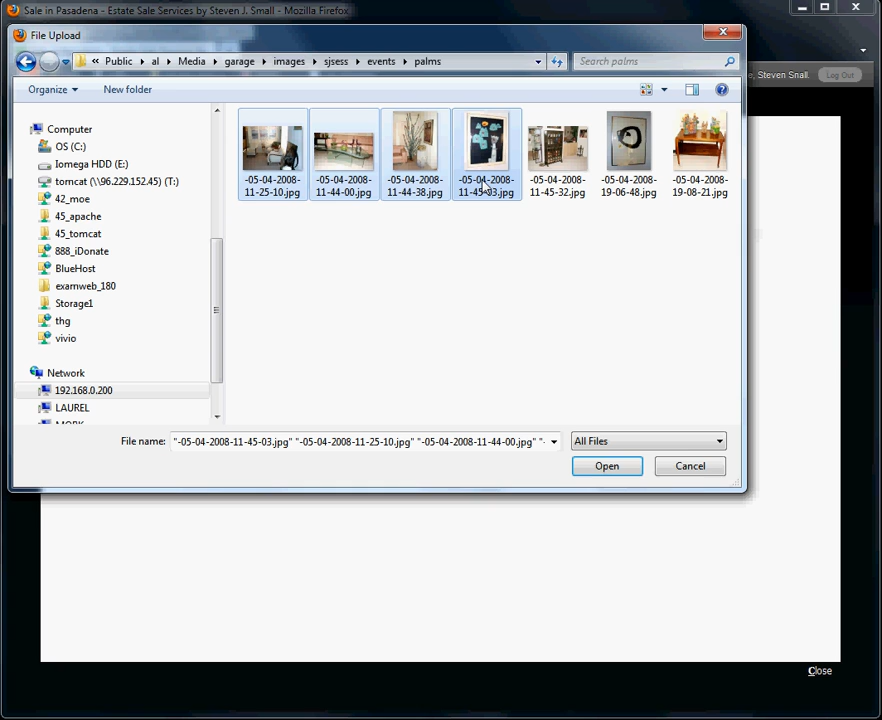 Sale in Pasadena - Estate Sale Services by Steven J. Small - Mozilla Firefox
File Upload
« Public al Media garage images sjsess events palms
Search palms
e, Steven Snall. Log Out
Organize New folder
Computer
OS (C:)
Iomega HDD (E:)
tomcat (\\96.229.152.45) (T:)
42_moe
45_apache
45_tomcat
888_iDonate
BlueHost
examweb_180
Storage1
thg
vivio
Network
192.168.0.200
LAUREL
-05-04-2008-
11-25-10.jpg
-05-04-2008-
11-44-00.jpg
-05-04-2008-
11-44-38.jpg
-05-04-2008-
11-45-03.jpg
-05-04-2008-
11-45-32.jpg
-05-04-2008-
19-06-48.jpg
-05-04-2008-
19-08-21.jpg
File name: "-05-04-2008-11-45-03.jpg" "-05-04-2008-11-25-10.jpg" "-05-04-2008-11-44-00.jpg" "-
All Files
Open Cancel
Close